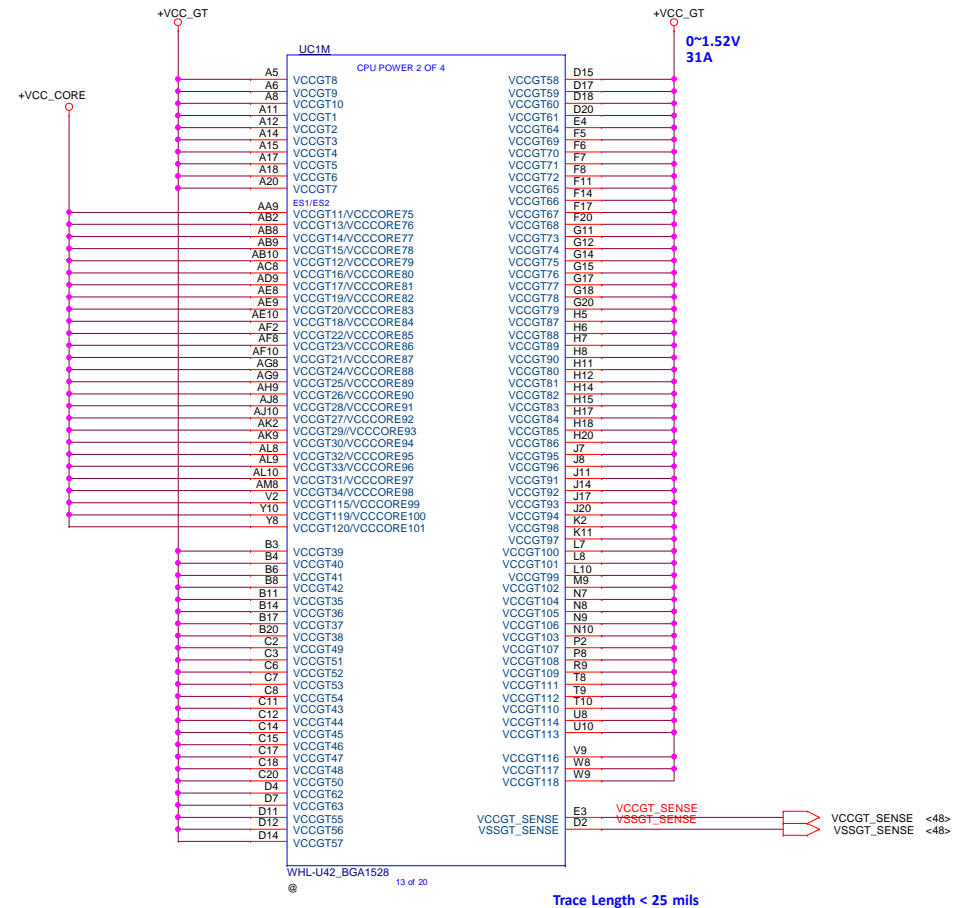 +VCC_GT
+VCC_GT
0~1.52V
31A
UC1M
CPU POWER 2 OF 4
+VCC_CORE
A5 VCCGT8
A6 VCCGT9
A8 VCCGT10
A11 VCCGT1
A12 VCCGT2
A14 VCCGT3
A15 VCCGT4
A17 VCCGT5
A18 VCCGT6
A20 VCCGT7
ES1/ES2
AA9 VCCGT11/VCCCORE75
AB2 VCCGT13/VCCCORE76
AB8 VCCGT14/VCCCORE77
AB9 VCCGT15/VCCCORE78
AB10 VCCGT12/VCCCORE79
AC8 VCCGT16/VCCCORE80
AD9 VCCGT17/VCCCORE81
AE8 VCCGT19/VCCCORE82
AE9 VCCGT20/VCCCORE83
AE10 VCCGT18/VCCCORE84
AF2 VCCGT22/VCCCORE85
AF8 VCCGT23/VCCCORE86
AF10 VCCGT21/VCCCORE87
AG8 VCCGT24/VCCCORE88
AG9 VCCGT25/VCCCORE89
AH9 VCCGT26/VCCCORE90
AJ8 VCCGT28/VCCCORE91
AJ10 VCCGT27/VCCCORE92
AK2 VCCGT29//VCCCORE93
AK9 VCCGT30/VCCCORE94
AL8 VCCGT32/VCCCORE95
AL9 VCCGT33/VCCCORE96
AL10 VCCGT31/VCCCORE97
AM8 VCCGT34/VCCCORE98
V2 VCCGT115/VCCCORE99
Y10 VCCGT119/VCCCORE100
Y8 VCCGT120/VCCCORE101
B3 VCCGT39
B4 VCCGT40
B6 VCCGT41
B8 VCCGT42
B11 VCCGT35
B14 VCCGT36
B17 VCCGT37
B20 VCCGT38
C2 VCCGT49
C3 VCCGT51
C6 VCCGT52
C7 VCCGT53
C8 VCCGT54
C11 VCCGT43
C12 VCCGT44
C14 VCCGT45
C15 VCCGT46
C17 VCCGT47
C18 VCCGT48
C20 VCCGT50
D4 VCCGT62
D7 VCCGT63
D11 VCCGT55
D12 VCCGT56
D14 VCCGT57
VCCGT58 D15
VCCGT59 D17
VCCGT60 D18
VCCGT61 D20
VCCGT64 E4
VCCGT69 F5
VCCGT70 F6
VCCGT71 F7
VCCGT72 F8
VCCGT65 F11
VCCGT66 F14
VCCGT67 F17
VCCGT68 F20
VCCGT73 G11
VCCGT74 G12
VCCGT75 G14
VCCGT76 G15
VCCGT77 G17
VCCGT78 G18
VCCGT79 G20
VCCGT87 H5
VCCGT88 H6
VCCGT89 H7
VCCGT90 H8
VCCGT80 H11
VCCGT81 H12
VCCGT82 H14
VCCGT83 H15
VCCGT84 H17
VCCGT85 H18
VCCGT86 H20
VCCGT95 J7
VCCGT96 J8
VCCGT91 J11
VCCGT92 J14
VCCGT93 J17
VCCGT94 J20
VCCGT98 K2
VCCGT97 K11
VCCGT100 L7
VCCGT101 L8
VCCGT99 L10
VCCGT102 M9
VCCGT104 N7
VCCGT105 N8
VCCGT106 N9
VCCGT103 N10
VCCGT107 P2
VCCGT108 P8
VCCGT109 R9
VCCGT111 T8
VCCGT112 T9
VCCGT110 T10
VCCGT114 U8
VCCGT113 U10
VCCGT116 V9
VCCGT117 W8
VCCGT118 W9
VCCGT_SENSE E3 VCCGT_SENSE VCCGT_SENSE <48>
VSSGT_SENSE D2 VSSGT_SENSE VSSGT_SENSE <48>
WHL-U42_BGA1528
@
13 of 20
Trace Length < 25 mils